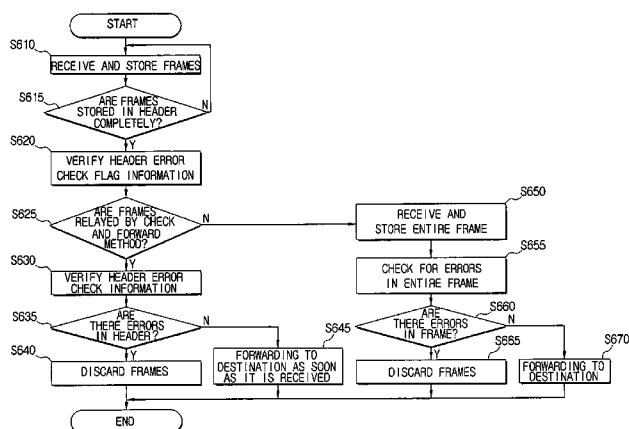 START
S610
RECEIVE AND STORE FRAMES
S615
ARE FRAMES
STORED IN HEADER
COMPLETELY?
N
Y
S620
VERIFY HEADER ERROR
CHECK FLAG INFORMATION
S625
ARE FRAMES
RELAYED BY CHECK
AND FORWARD
METHOD?
N
Y
S630
VERIFY HEADER ERROR
CHECK INFORMATION
S635
ARE
THERE ERRORS
IN HEADER?
N
Y
S640
DISCARD FRAMES
S645
FORWARDING TO
DESTINATION AS SOON
AS IT IS RECEIVED
S650
RECEIVE AND
STORE ENTIRE FRAME
S655
CHECK FOR ERRORS
IN ENTIRE FRAME
S660
ARE
THERE ERRORS
IN FRAME?
N
Y
S665
DISCARD FRAMES
S670
FORWARDING TO
DESTINATION
END